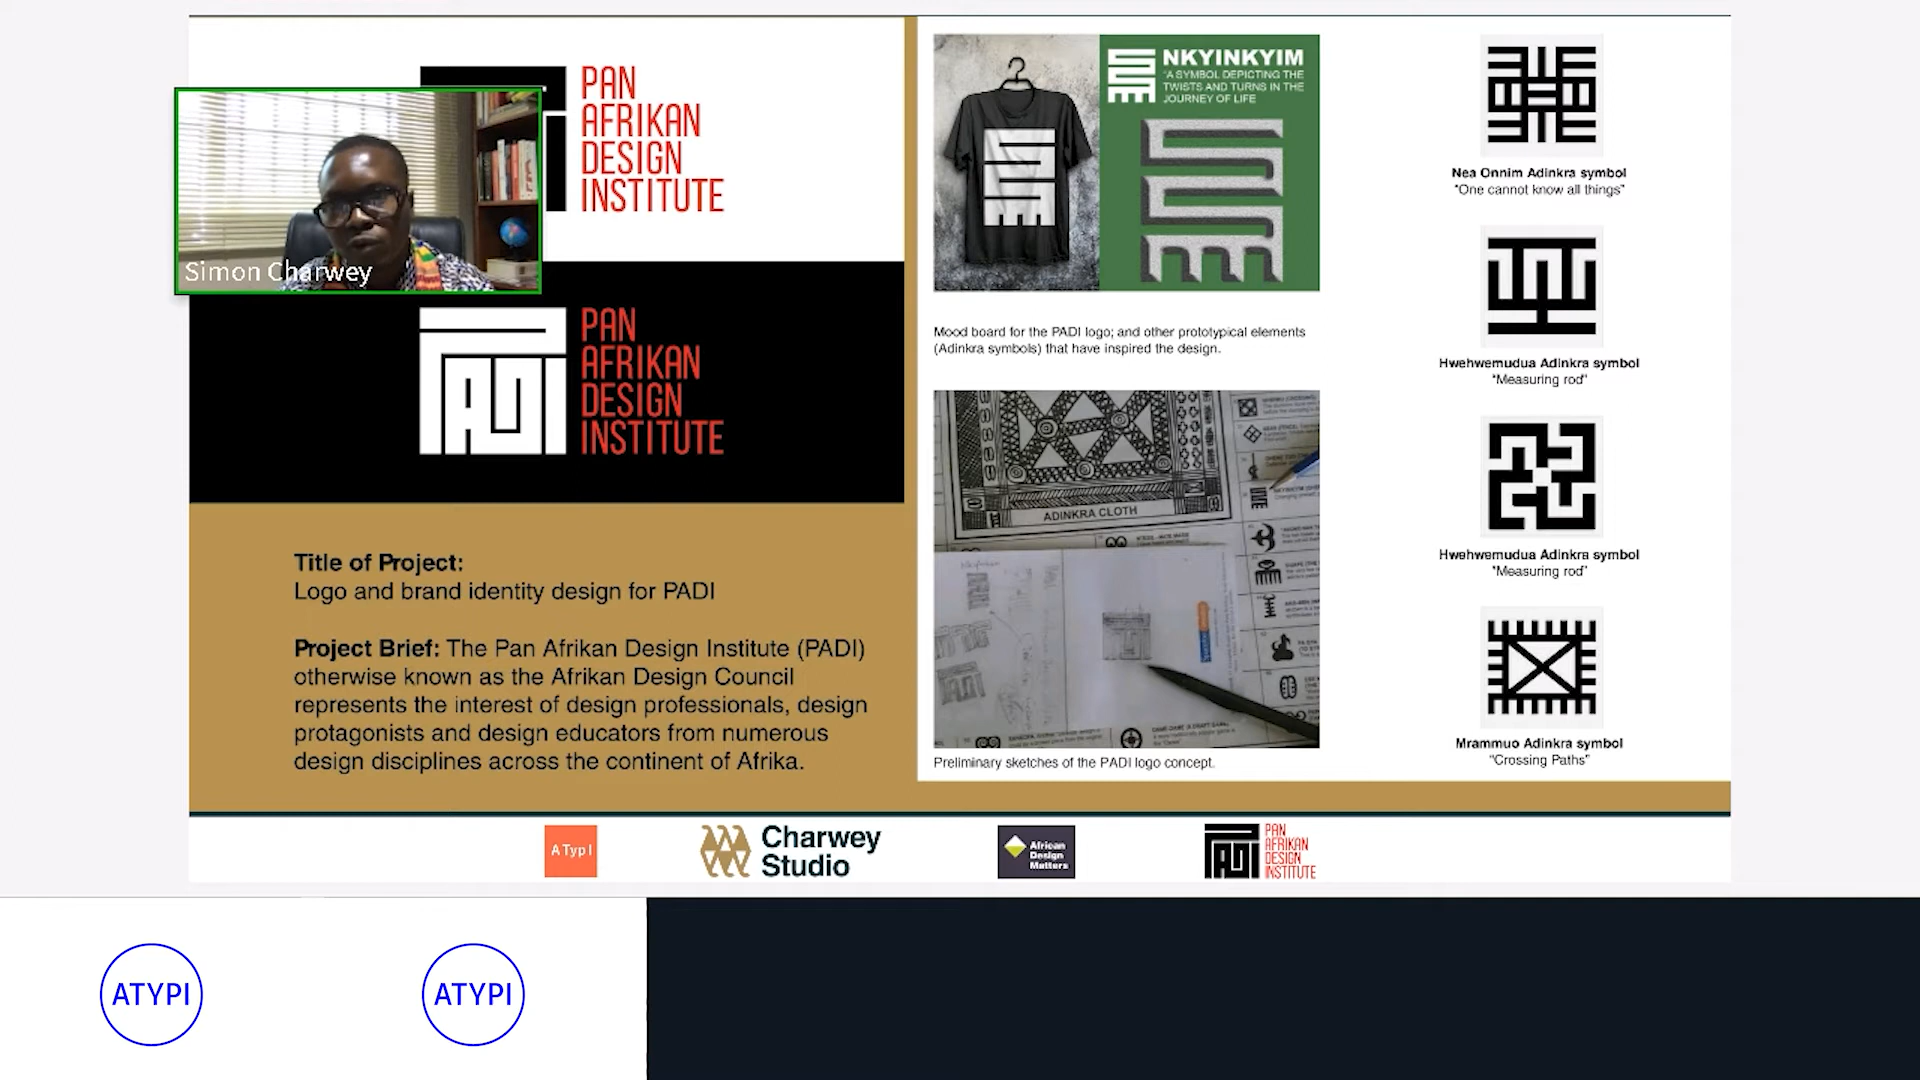 PAN
AFRIKAN
DESIGN
INSTITUTE
Simon Charwey
PADI
PAN
AFRIKAN
DESIGN
INSTITUTE
Title of Project:
Logo and brand identity design for PADI
Project Brief: The Pan Afrikan Design Institute (PADI)
otherwise known as the Afrikan Design Council
represents the interest of design professionals, design
protagonists and design educators from numerous
design disciplines across the continent of Afrika.
NKYINKYIM
"A SYMBOL DEPICTING THE
TWISTS AND TURNS IN THE
JOURNEY OF LIFE
Mood board for the PADI logo; and other prototypical elements
(Adinkra symbols) that have inspired the design.
ADINKRA CLOTH
Preliminary sketches of the PADI logo concept.
Nea Onnim Adinkra symbol
"One cannot know all things"
Hwehwemudua Adinkra symbol
"Measuring rod"
Hwehwemudua Adinkra symbol
"Measuring rod"
Mrammuo Adinkra symbol
"Crossing Paths"
ATypI
Charwey
Studio
African
Design
Matters
PADI
PAN
AFRIKAN
DESIGN
INSTITUTE
ATYPI
ATYPI